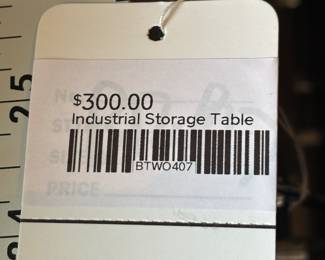 $300.00
Industrial Storage Table
BTWO407
PRICE